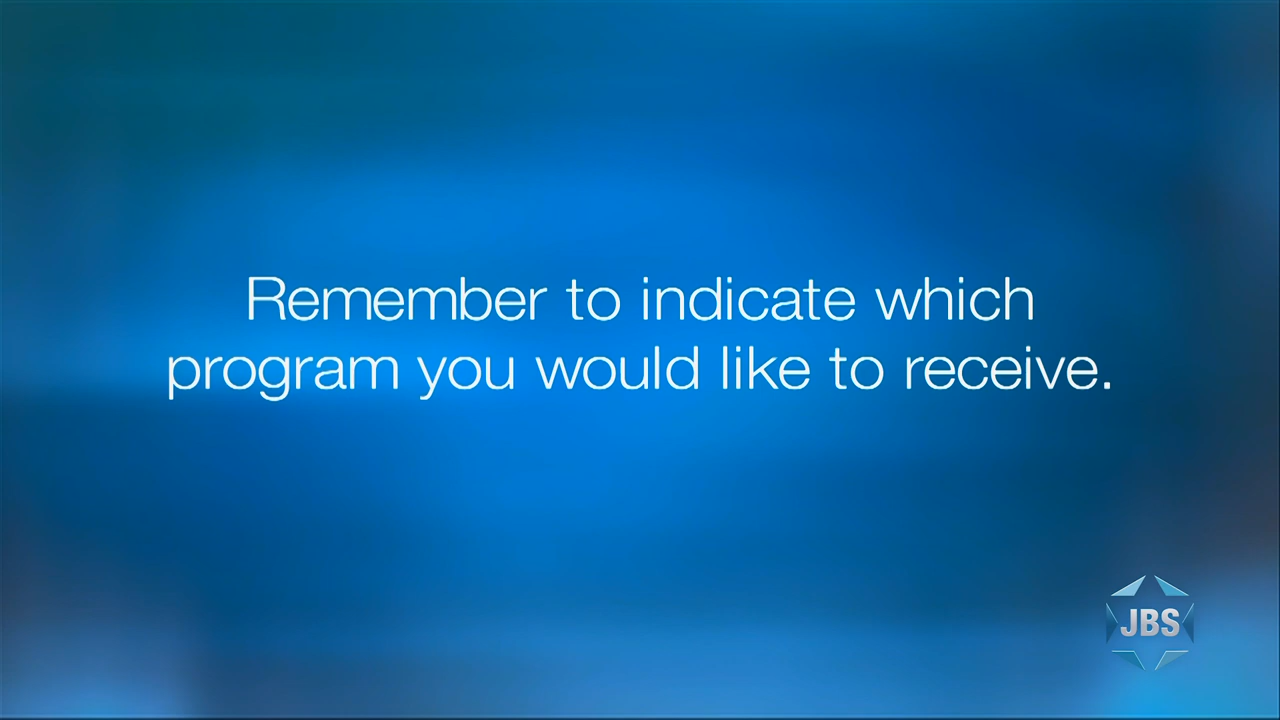 Remember to indicate which
program you would like to receive.
JBS